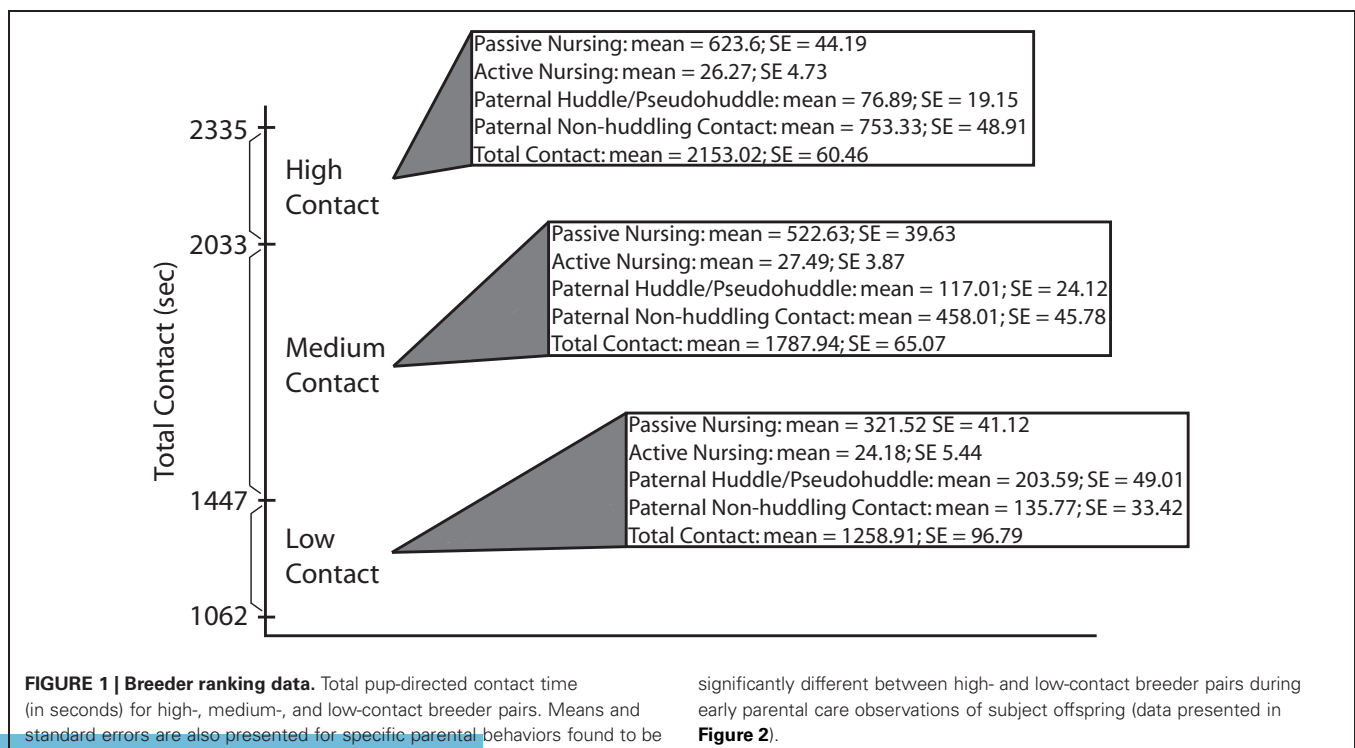 Passive Nursing: mean = 623.6; SE = 44.19
Active Nursing: mean = 26.27; SE 4.73
Paternal Huddle/Pseudohuddle: mean = 76.89; SE = 19.15
Paternal Non-huddling Contact: mean = 753.33; SE = 48.91
Total Contact: mean = 2153.02; SE = 60.46
2335
High
Contact
2033
Passive Nursing: mean = 522.63; SE = 39.63
Active Nursing: mean = 27.49; SE 3.87
Paternal Huddle/Pseudohuddle: mean = 117.01; SE = 24.12
Paternal Non-huddling Contact: mean = 458.01; SE = 45.78
Total Contact: mean = 1787.94; SE = 65.07
Medium
Contact
Total Contact (sec)
Passive Nursing: mean = 321.52 SE = 41.12
Active Nursing: mean = 24.18; SE 5.44
Paternal Huddle/Pseudohuddle: mean = 203.59; SE = 49.01
Paternal Non-huddling Contact: mean = 135.77; SE = 33.42
Total Contact: mean = 1258.91; SE = 96.79
1447
Low
Contact
1062
FIGURE 1 | Breeder ranking data. Total pup-directed contact time
(in seconds) for high-, medium-, and low-contact breeder pairs. Means and
standard errors are also presented for specific parental behaviors found to be
significantly different between high- and low-contact breeder pairs during
early parental care observations of subject offspring (data presented in
Figure 2).